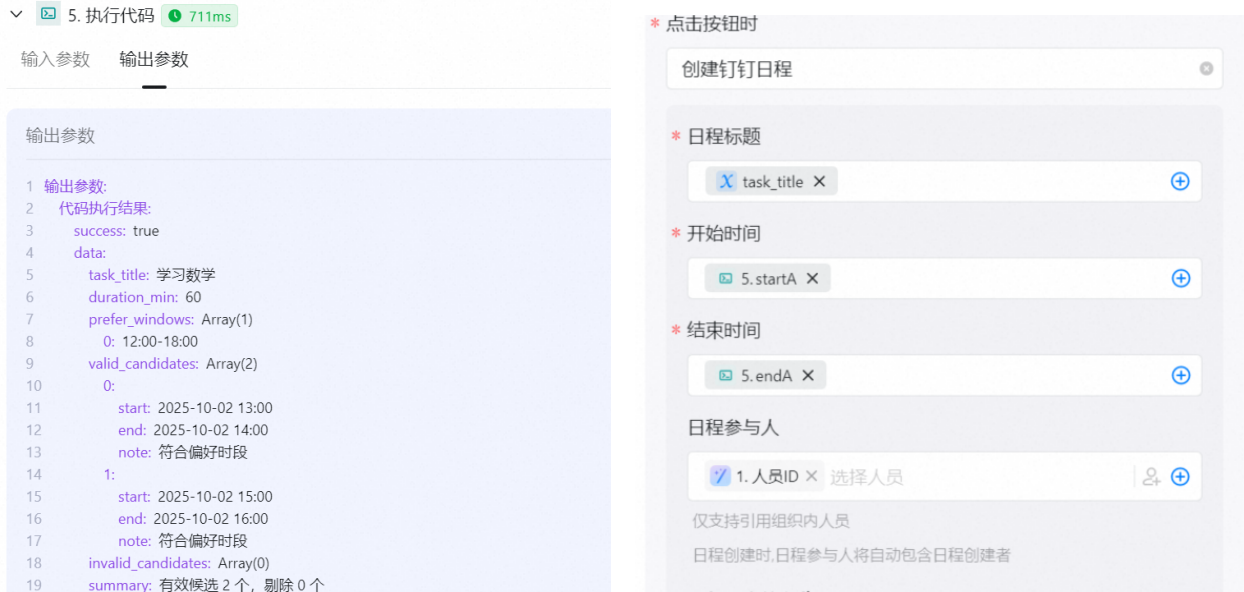 5. 执行代码 711ms
输入参数 输出参数
输出参数
1 输出参数:
2 代码执行结果:
3 success: true
4 data:
5 task_title: 学习数学
6 duration_min: 60
7 prefer_windows: Array(1)
8 0: 12:00-18:00
9 valid_candidates: Array(2)
10 0:
11 start: 2025-10-02 13:00
12 end: 2025-10-02 14:00
13 note: 符合偏好时段
14 1:
15 start: 2025-10-02 15:00
16 end: 2025-10-02 16:00
17 note: 符合偏好时段
18 invalid_candidates: Array(0)
19 summary: 有效候选 2 个，剔除 0 个
* 点击按钮时
创建钉钉日程
* 日程标题
task_title
* 开始时间
5. startA
* 结束时间
5. endA
日程参与人
1. 人员ID 选择人员
仅支持引用组织内人员
日程创建时,日程参与人将自动包含日程创建者